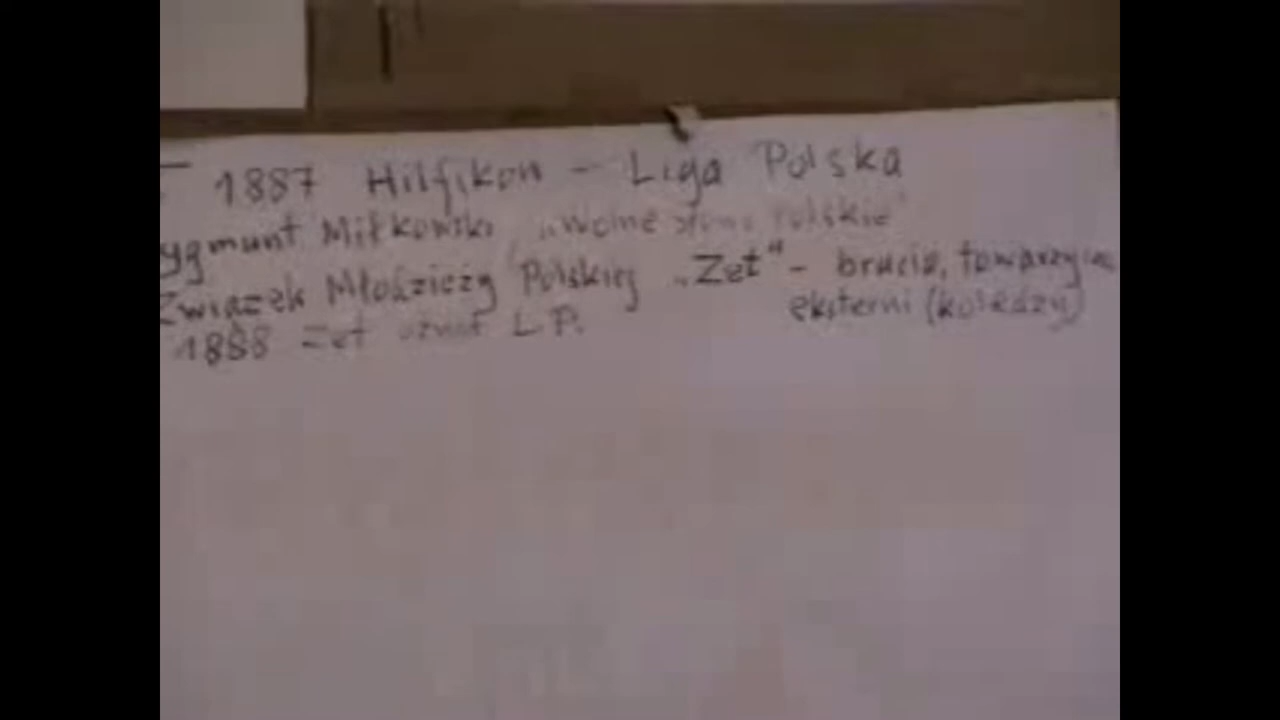 1887 Hilfikon - Liga Polska
ygmunt Miłkowski „Wolne Słowo Polskie"
Związek Młodzieży Polskiej „Zet" - bracia, towarzysze,
eksterni (koledzy)
1888 Zet uznał L.P.